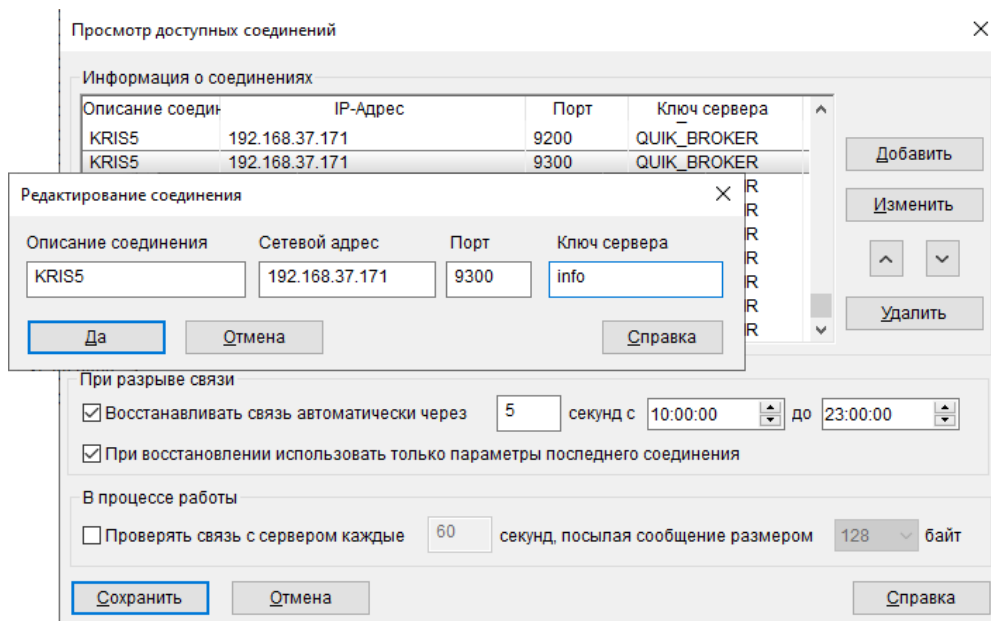 Просмотр доступных соединений
Информация о соединениях
Описание соедин IP-Адрес Порт Ключ сервера
KRIS5 192.168.37.171 9200 QUIK_BROKER
KRIS5 192.168.37.171 9300 QUIK_BROKER
Добавить
Изменить
Удалить
Редактирование соединения
Описание соединения Сетевой адрес Порт Ключ сервера
KRIS5 192.168.37.171 9300 info
Да Отмена Справка
R
R
R
R
R
R
R
При разрыве связи
Восстанавливать связь автоматически через 5 секунд с 10:00:00 до 23:00:00
При восстановлении использовать только параметры последнего соединения
В процессе работы
Проверять связь с сервером каждые 60 секунд, посылая сообщение размером 128 байт
Сохранить Отмена Справка